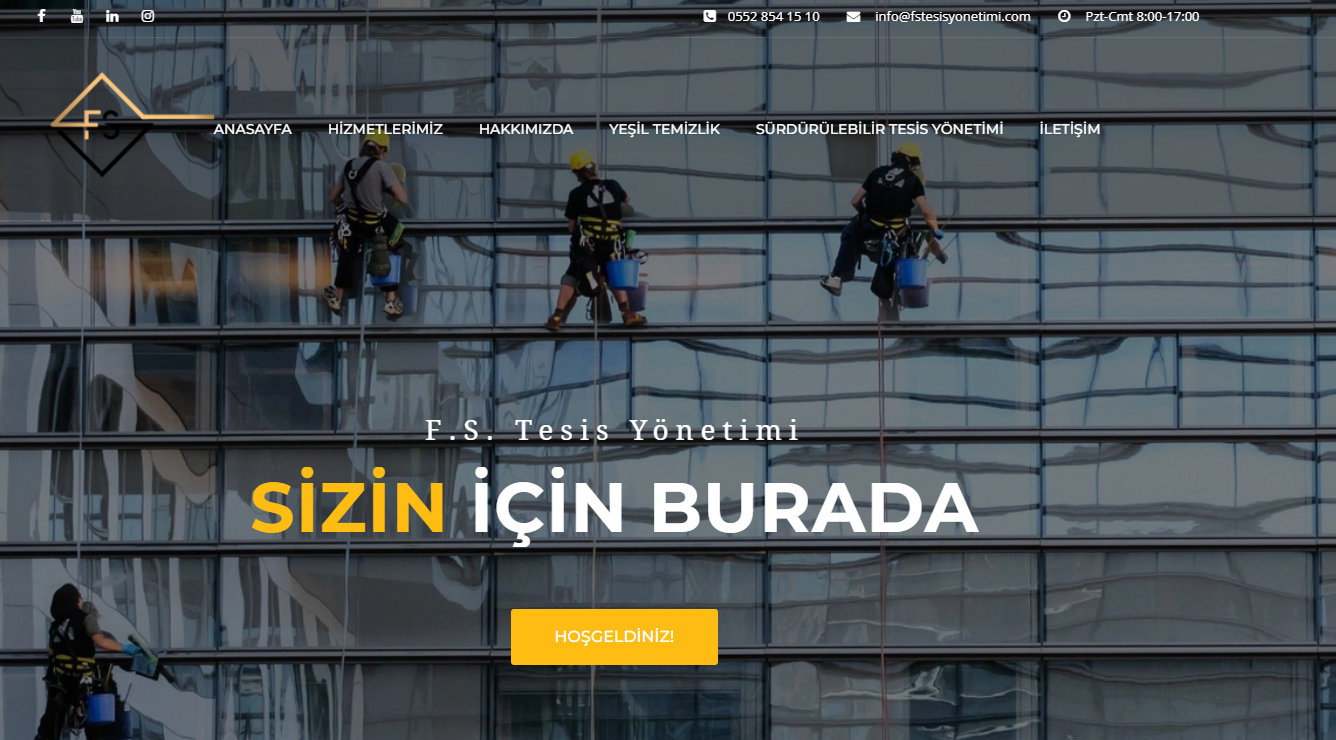 0552 854 15 10 info@fstesisyonetimi.com Pzt-Cmt 8:00-17:00
FS
ANASAYFA HİZMETLERİMİZ HAKKIMIZDA YEŞİL TEMİZLİK SÜRDÜRÜLEBİLİR TESİS YÖNETİMİ İLETİŞİM
F.S. Tesis Yönetimi
SİZİN İÇİN BURADA
HOŞGELDİNİZ!